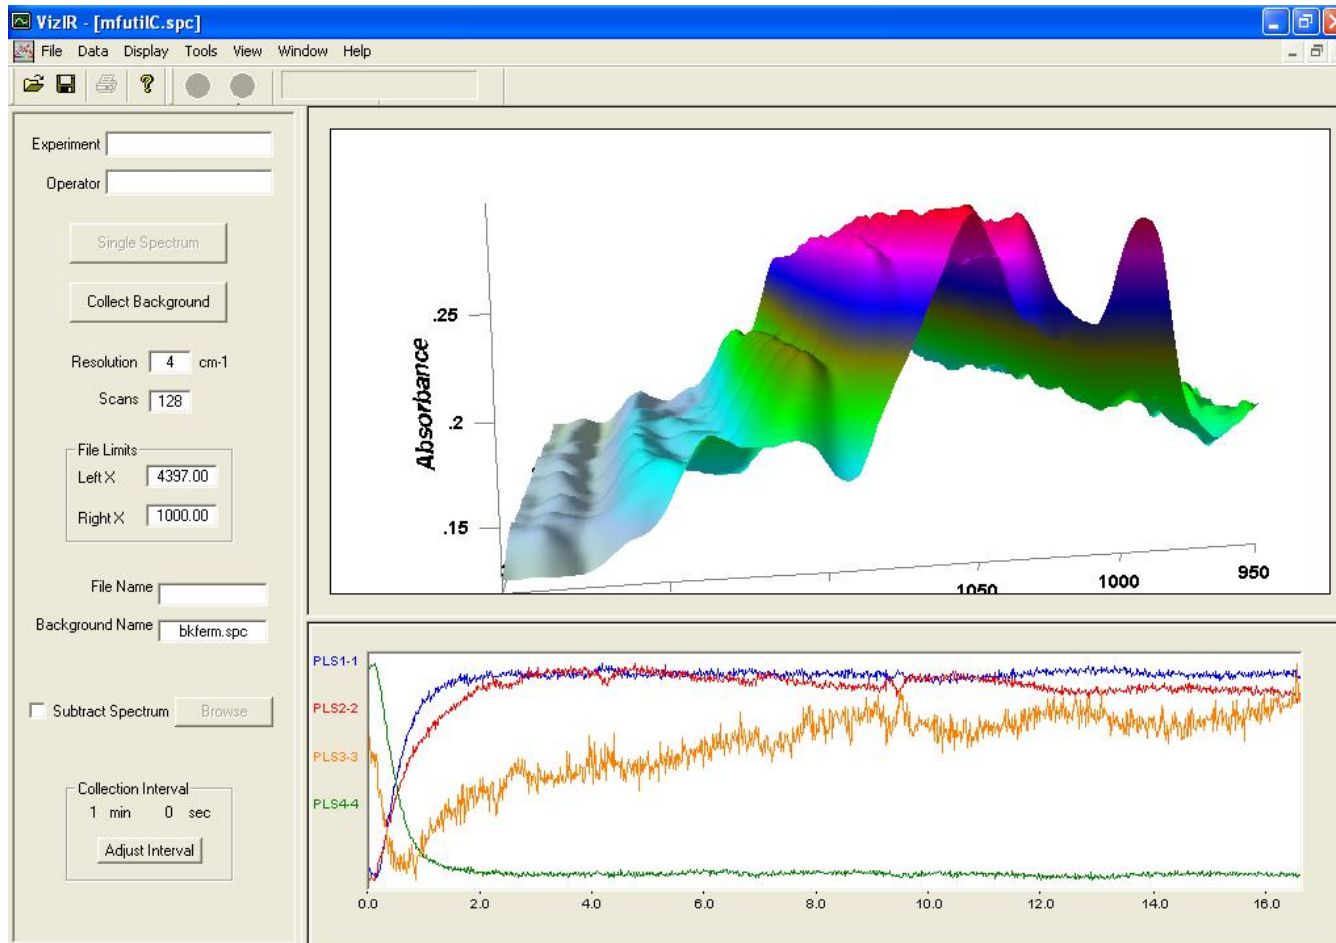 VizIR - [mfutilC.spc]
File Data Display Tools View Window Help
Experiment
Operator
Single Spectrum
Collect Background
Resolution 4 cm-1
Scans 128
File Limits
Left X 4397.00
Right X 1000.00
File Name
Background Name bkferm.spc
Subtract Spectrum Browse
Collection Interval
1 min 0 sec
Adjust Interval
Absorbance
.25
.2
.15
1050 1000 950
PLS1-1
PLS2-2
PLS3-3
PLS4-4
0.0 2.0 4.0 6.0 8.0 10.0 12.0 14.0 16.0